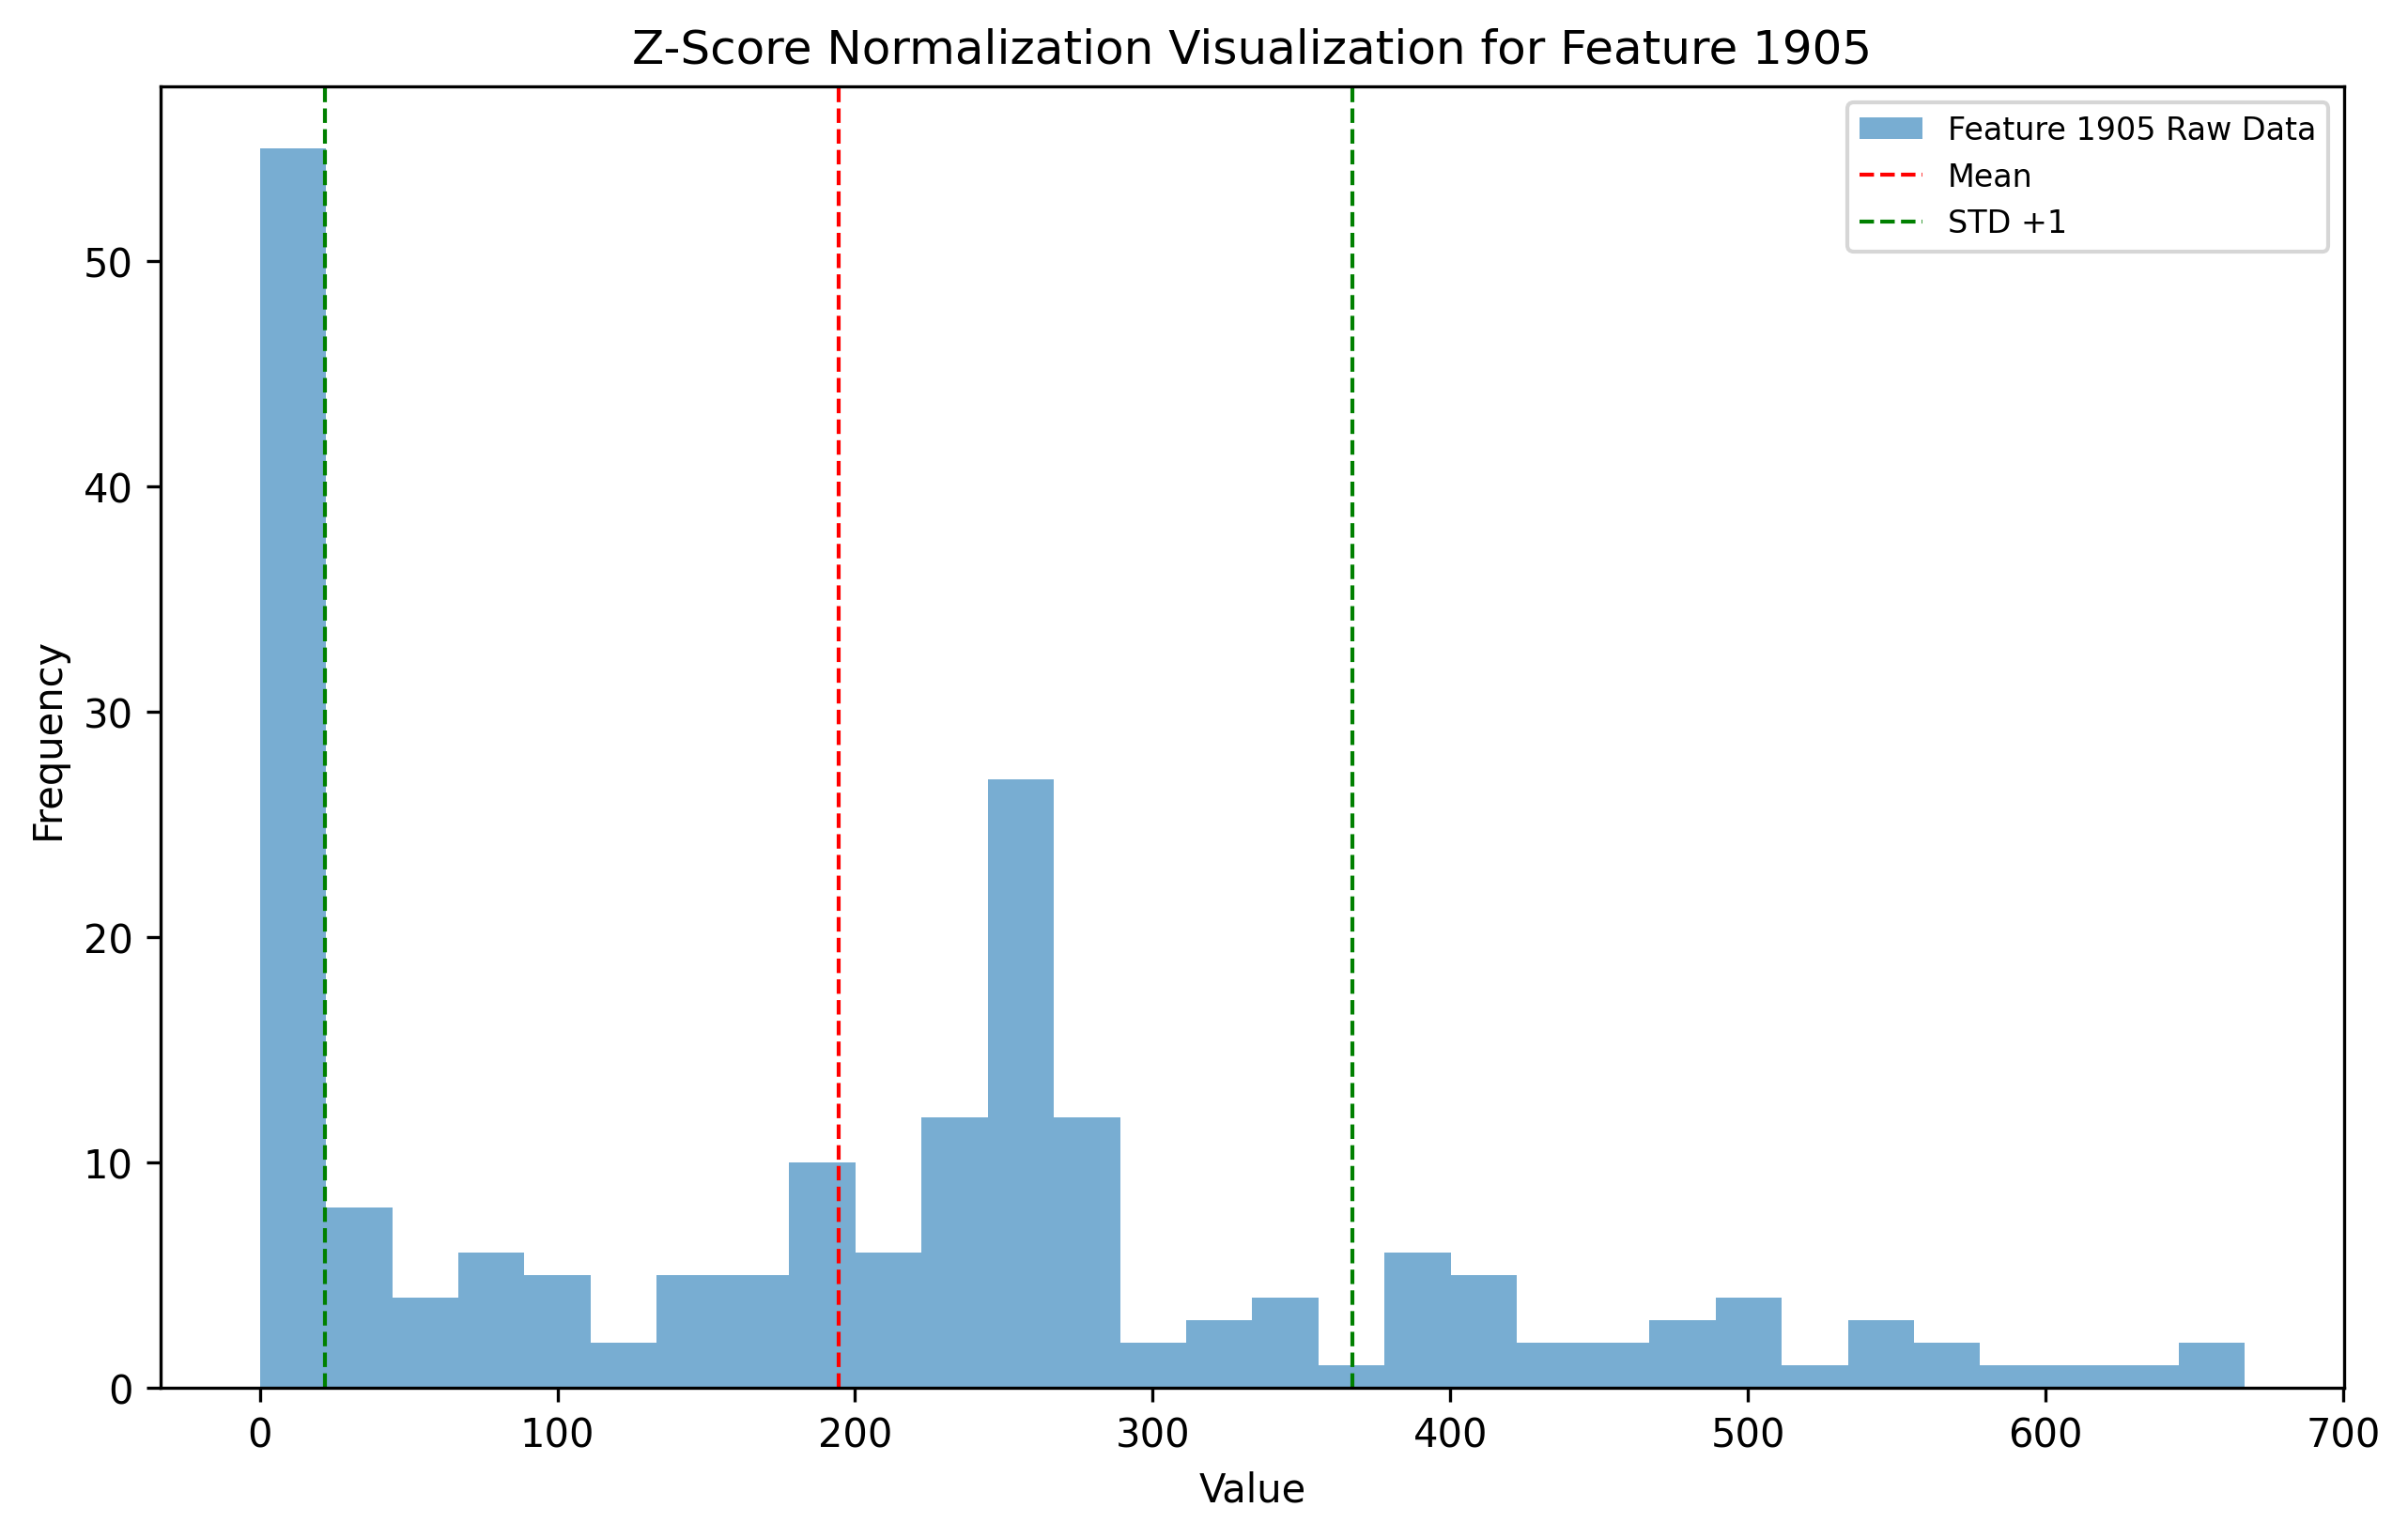 Z-Score Normalization Visualization for Feature 1905
Feature 1905 Raw Data
Mean
STD +1
Frequency
50
40
30
20
10
0
0 100 200 300 400 500 600 700
Value